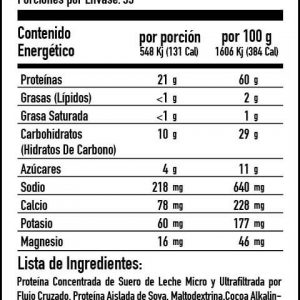 Porciones por Envase: 35
Contenido Energético por porción 548 Kj (131 Cal) por 100 g 1606 Kj (384 Cal)
Proteínas 21 g 60 g
Grasas (Lípidos) <1 g 2 g
Grasa Saturada <1 g 1 g
Carbohidratos (Hidratos De Carbono) 10 g 29 g
Azúcares 4 g 11 g
Sodio 218 mg 640 mg
Calcio 78 mg 228 mg
Potasio 60 mg 177 mg
Magnesio 16 mg 46 mg
Lista de Ingredientes:
Proteína Concentrada de Suero de Leche Micro y Ultrafiltrada por
Flujo Cruzado, Proteína Aislada de Soya, Maltodextrina,Cocoa Alkalin-